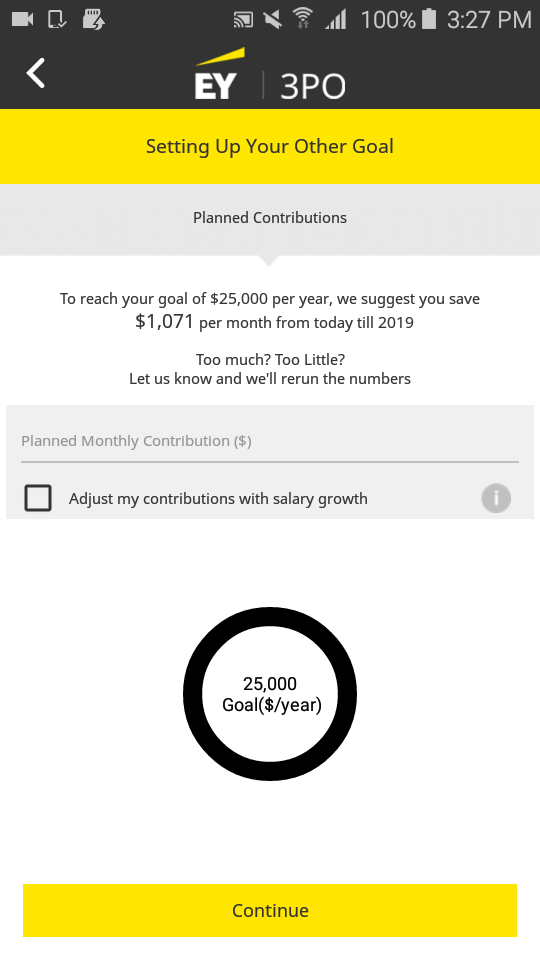 100% 3:27 PM
EY | 3PO
Setting Up Your Other Goal
Planned Contributions
To reach your goal of $25,000 per year, we suggest you save
$1,071 per month from today till 2019
Too much? Too Little?
Let us know and we'll rerun the numbers
Planned Monthly Contribution ($)
Adjust my contributions with salary growth
i
25,000
Goal($/year)
Continue